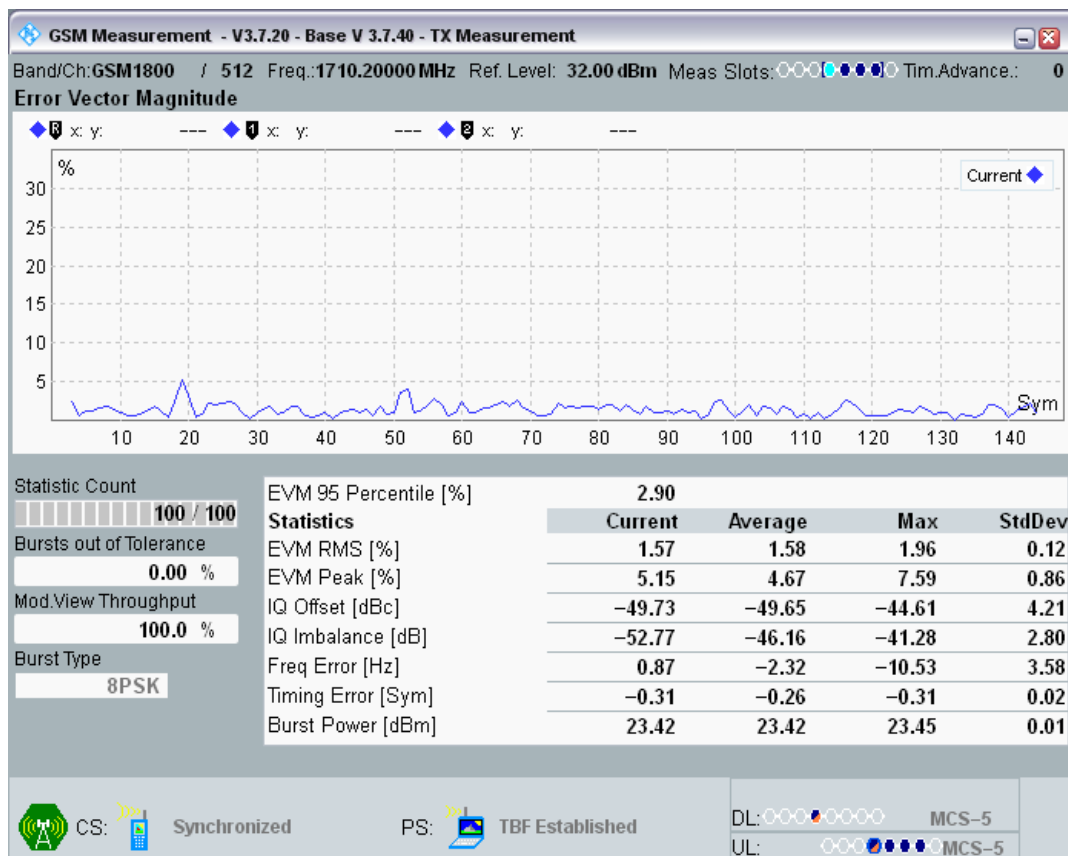 GSM Measurement - V3.7.20 - Base V 3.7.40 - TX Measurement
Band/Ch:GSM1800 / 512 Freq.:1710.20000 MHz Ref. Level: 32.00 dBm Meas Slots: Tim.Advance.: 0
Error Vector Magnitude
R x: y: --- 1 x: y: --- 2 x: y: ---
%
Current
30
25
20
15
10
5
Sym
10 20 30 40 50 60 70 80 90 100 110 120 130 140
Statistic Count
100 / 100
Bursts out of Tolerance
0.00 %
Mod.View Throughput
100.0 %
Burst Type
8PSK
EVM 95 Percentile [%] 2.90
Statistics Current Average Max StdDev
EVM RMS [%] 1.57 1.58 1.96 0.12
EVM Peak [%] 5.15 4.67 7.59 0.86
IQ Offset [dBc] −49.73 −49.65 −44.61 4.21
IQ Imbalance [dB] −52.77 −46.16 −41.28 2.80
Freq Error [Hz] 0.87 −2.32 −10.53 3.58
Timing Error [Sym] −0.31 −0.26 −0.31 0.02
Burst Power [dBm] 23.42 23.42 23.45 0.01
CS: Synchronized PS: TBF Established
DL: MCS−5
UL: MCS−5